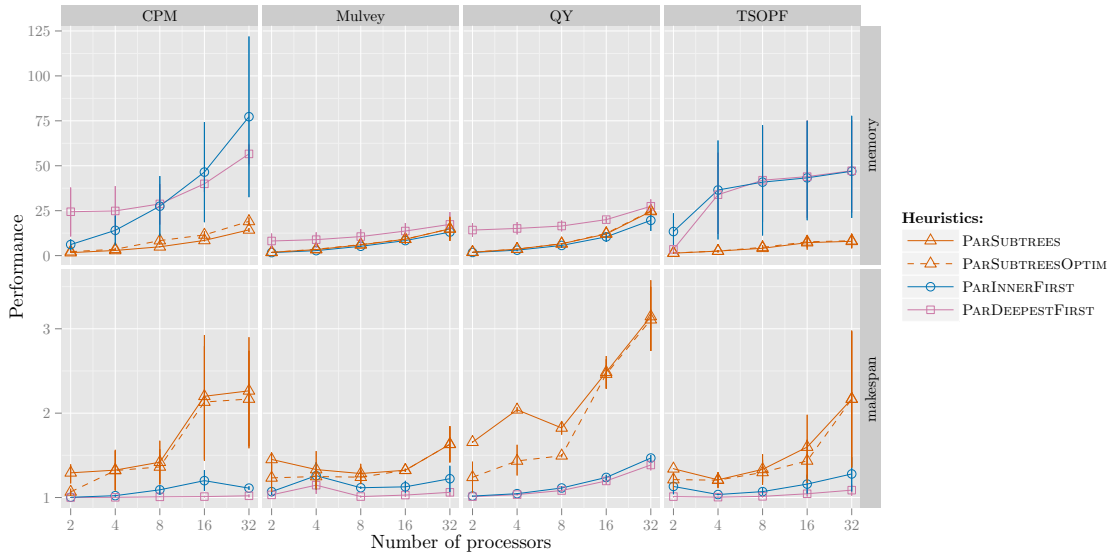 CPM
Mulvey
QY
TSOPF
125
100
75
50
25
0
memory
Performance
3
2
1
makespan
2 4 8 16 32
2 4 8 16 32
2 4 8 16 32
2 4 8 16 32
Number of processors
Heuristics:
PARSUBTREES
PARSUBTREESOPTIM
PARINNERFIRST
PARDEEPESTFIRST